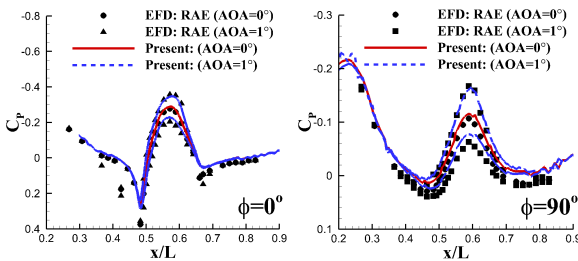 EFD: RAE (AOA=0°)
EFD: RAE (AOA=1°)
Present: (AOA=0°)
Present: (AOA=1°)
-0.8
-0.6
-0.4
-0.2
0
0.2
0.4
C_P
0.2 0.3 0.4 0.5 0.6 0.7 0.8 0.9
x/L
ϕ=0°
EFD: RAE (AOA=0°)
EFD: RAE (AOA=1°)
Present: (AOA=0°)
Present: (AOA=1°)
-0.3
-0.2
-0.1
0
0.1
C_P
0.2 0.3 0.4 0.5 0.6 0.7 0.8 0.9
x/L
ϕ=90°